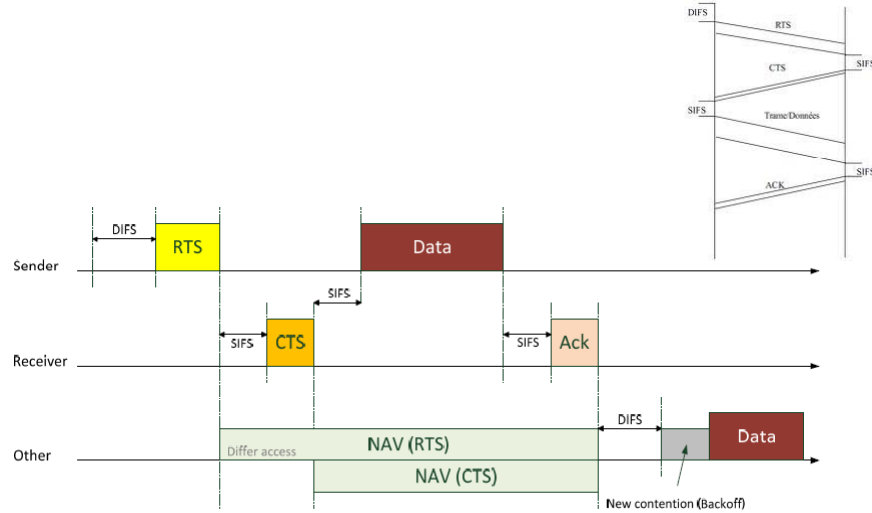 DIFS
RTS
SIFS
CTS
SIFS
Trame/Données
SIFS
ACK
DIFS
RTS
Data
Sender
SIFS
SIFS
CTS
SIFS
Ack
Receiver
NAV (RTS)
Differ access
DIFS
Data
Other
NAV (CTS)
New contention (Backoff)